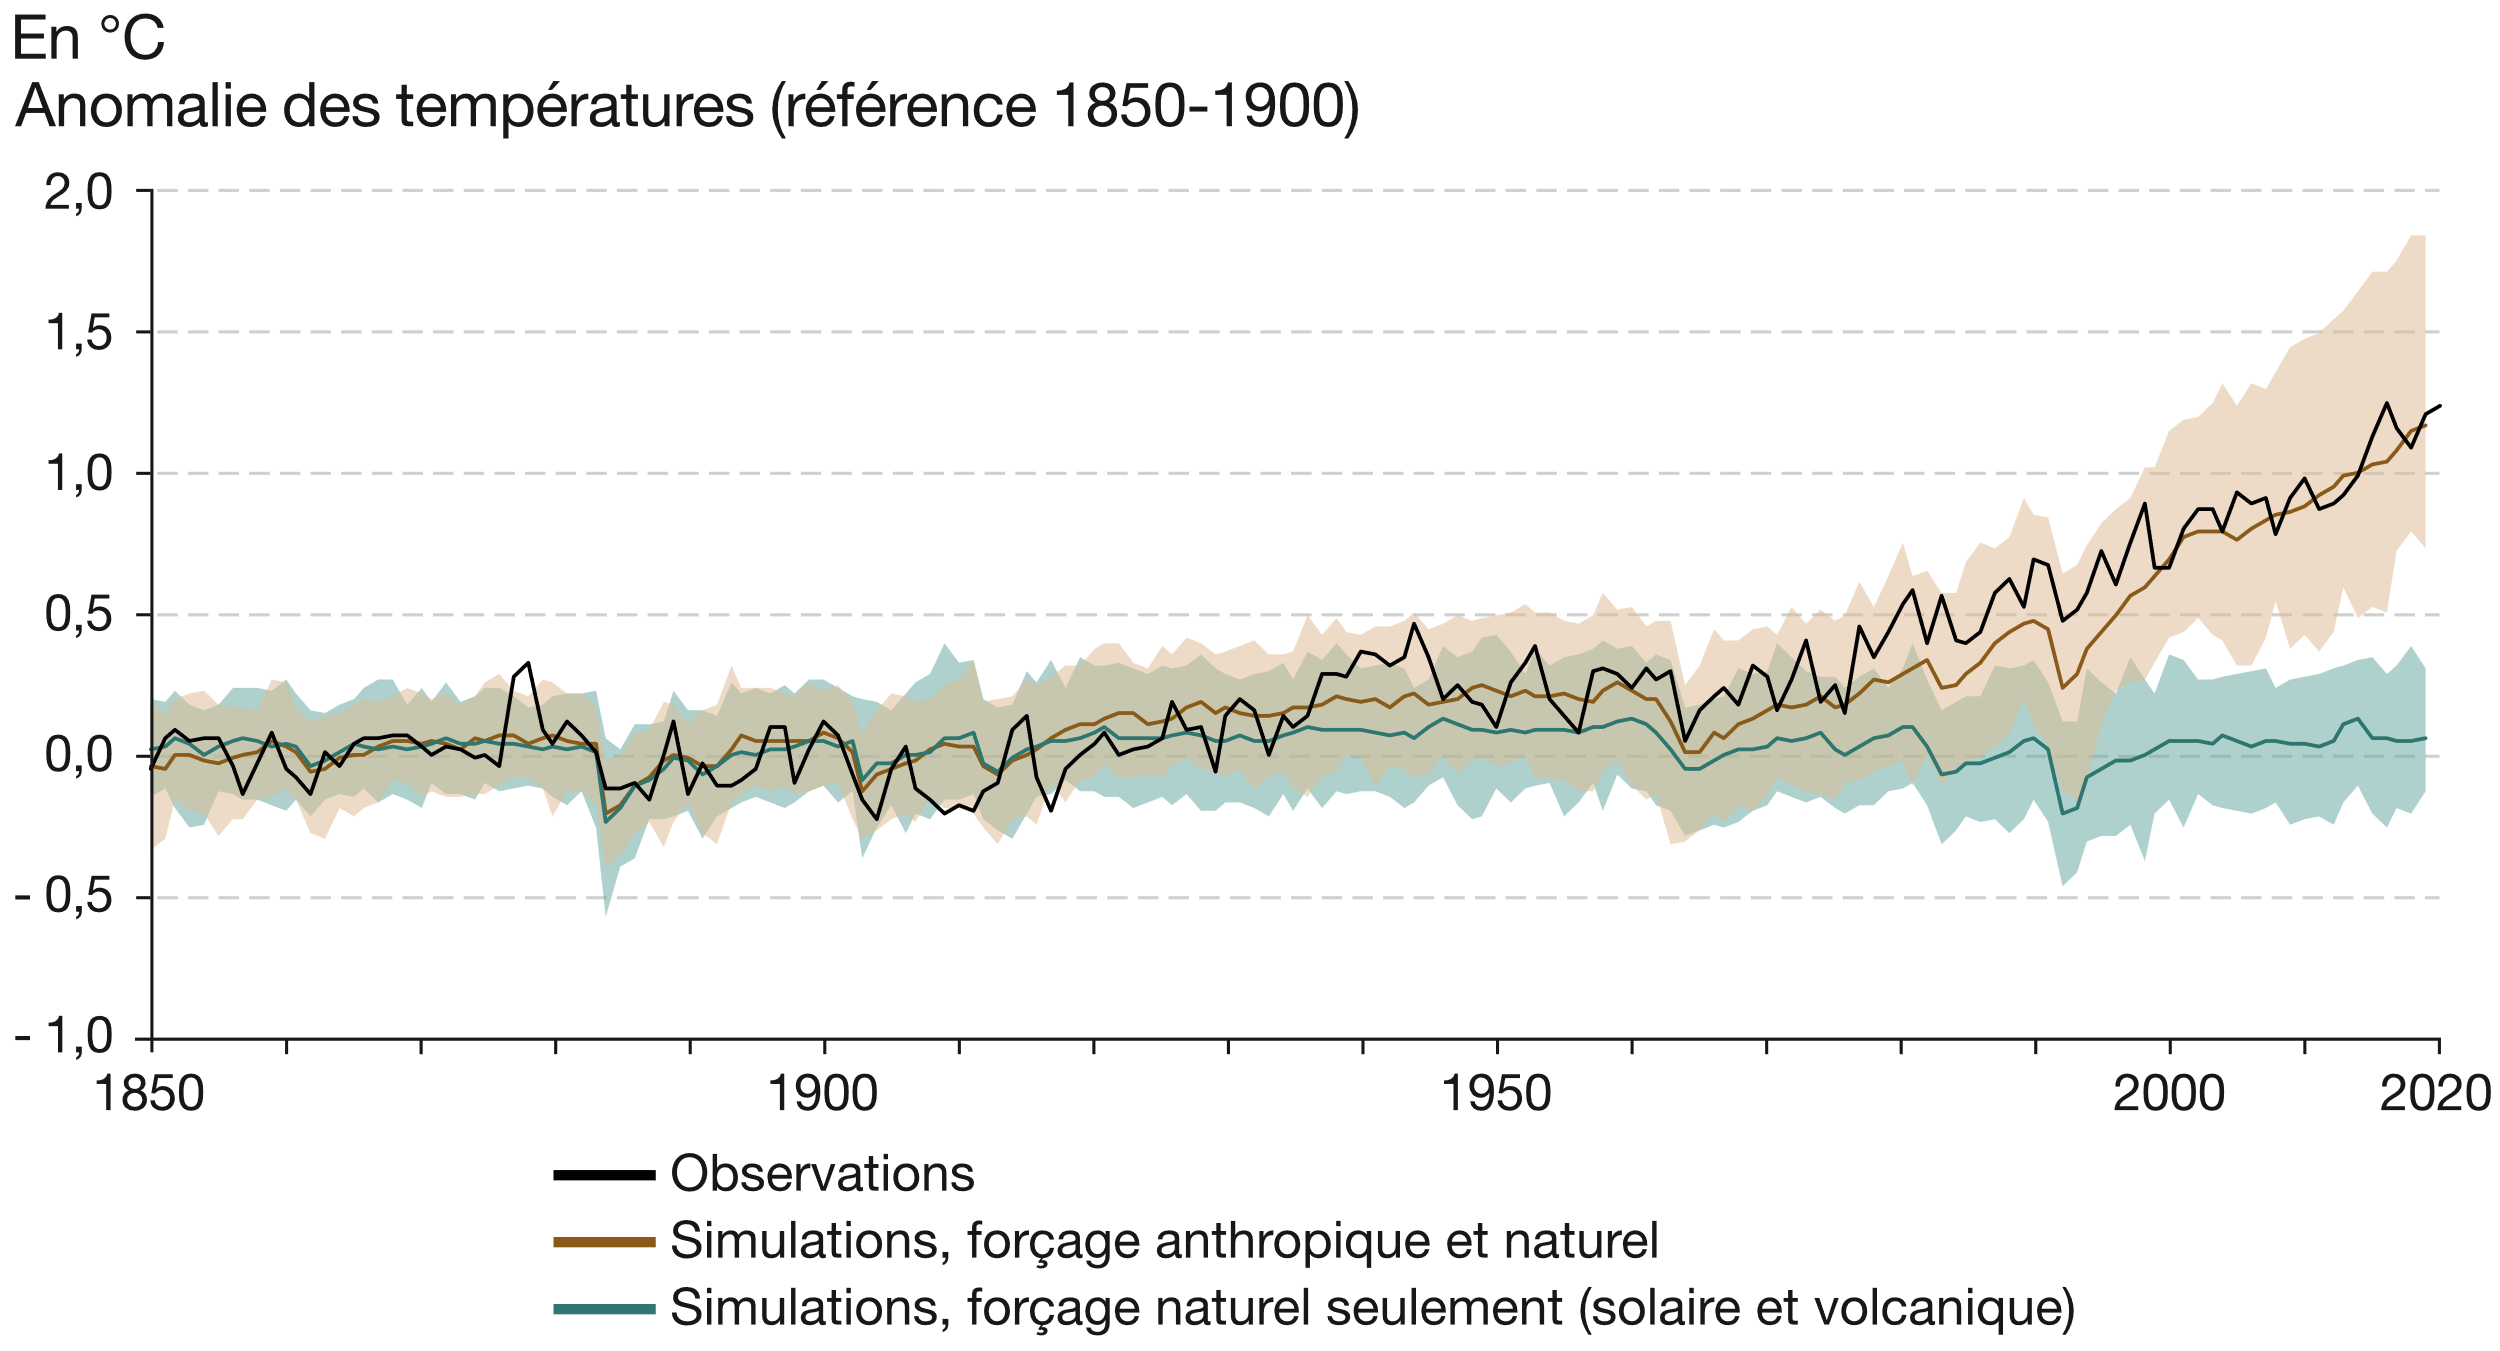 En °C
Anomalie des températures (référence 1850-1900)
2,0
1,5
1,0
0,5
0,0
- 0,5
- 1,0
1850 1900 1950 2000 2020
Observations
Simulations, forçage anthropique et naturel
Simulations, forçage naturel seulement (solaire et volcanique)